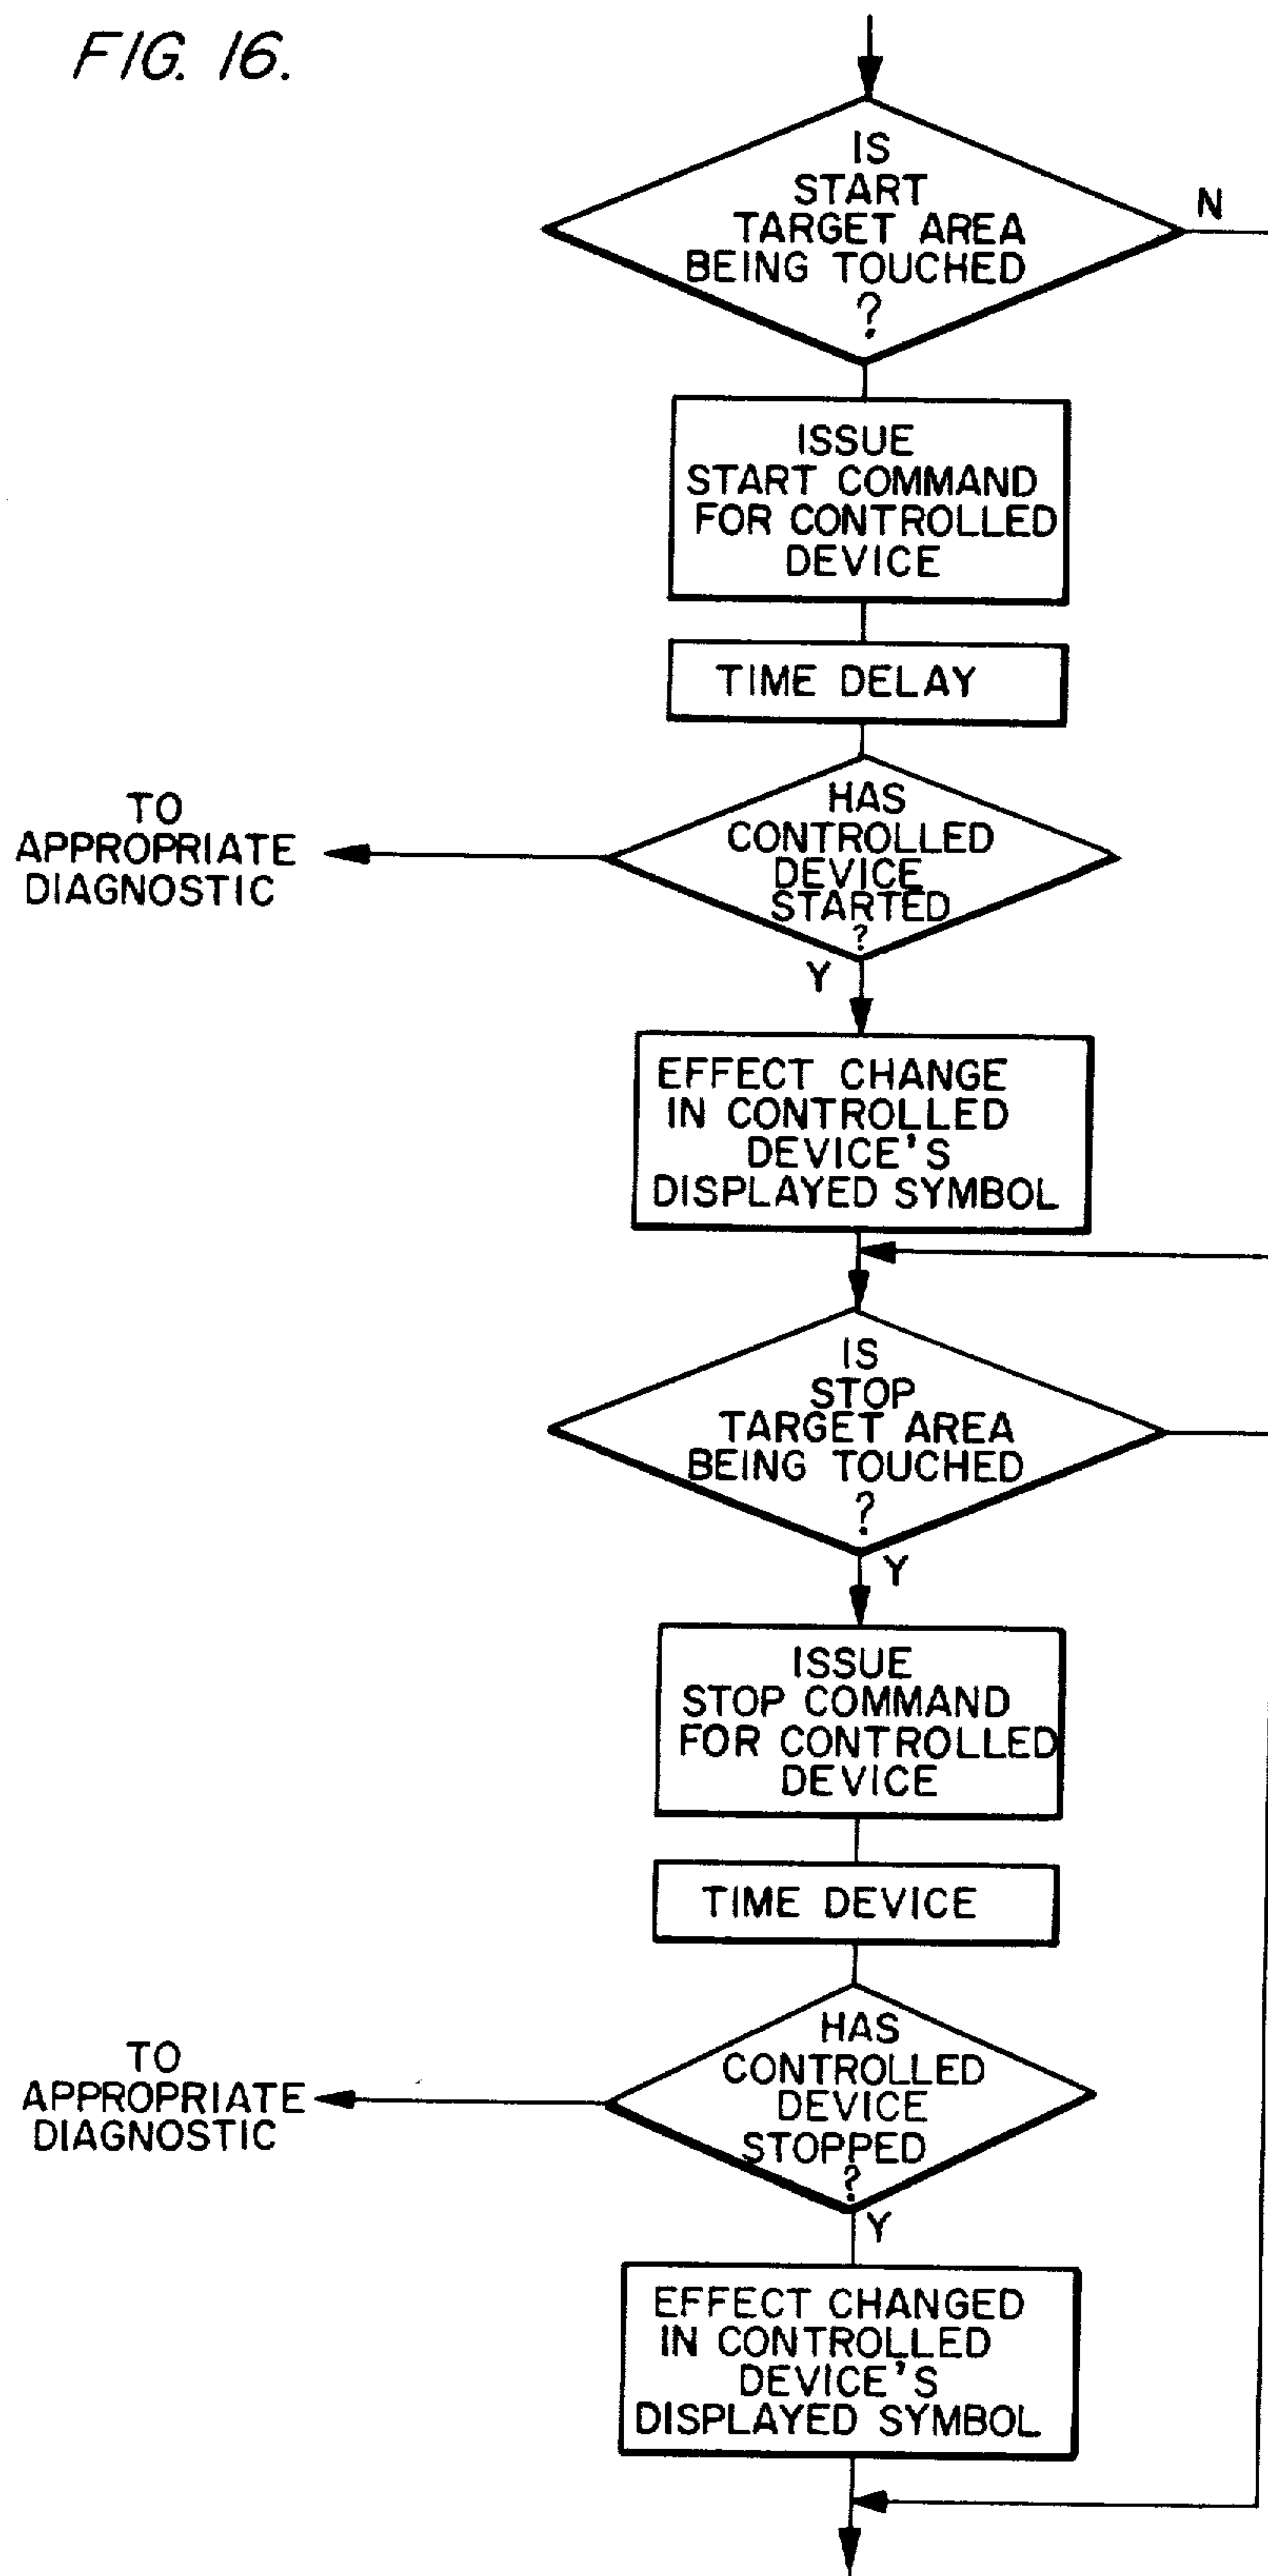 FIG. 16.
IS
START
TARGET AREA
BEING TOUCHED
?
N
ISSUE
START COMMAND
FOR CONTROLLED
DEVICE
TIME DELAY
HAS
CONTROLLED
DEVICE
STARTED
?
TO
APPROPRIATE
DIAGNOSTIC
Y
EFFECT CHANGE
IN CONTROLLED
DEVICE'S
DISPLAYED SYMBOL
IS
STOP
TARGET AREA
BEING TOUCHED
?
Y
ISSUE
STOP COMMAND
FOR CONTROLLED
DEVICE
TIME DEVICE
HAS
CONTROLLED
DEVICE
STOPPED
?
TO
APPROPRIATE
DIAGNOSTIC
Y
EFFECT CHANGED
IN CONTROLLED
DEVICE'S
DISPLAYED SYMBOL